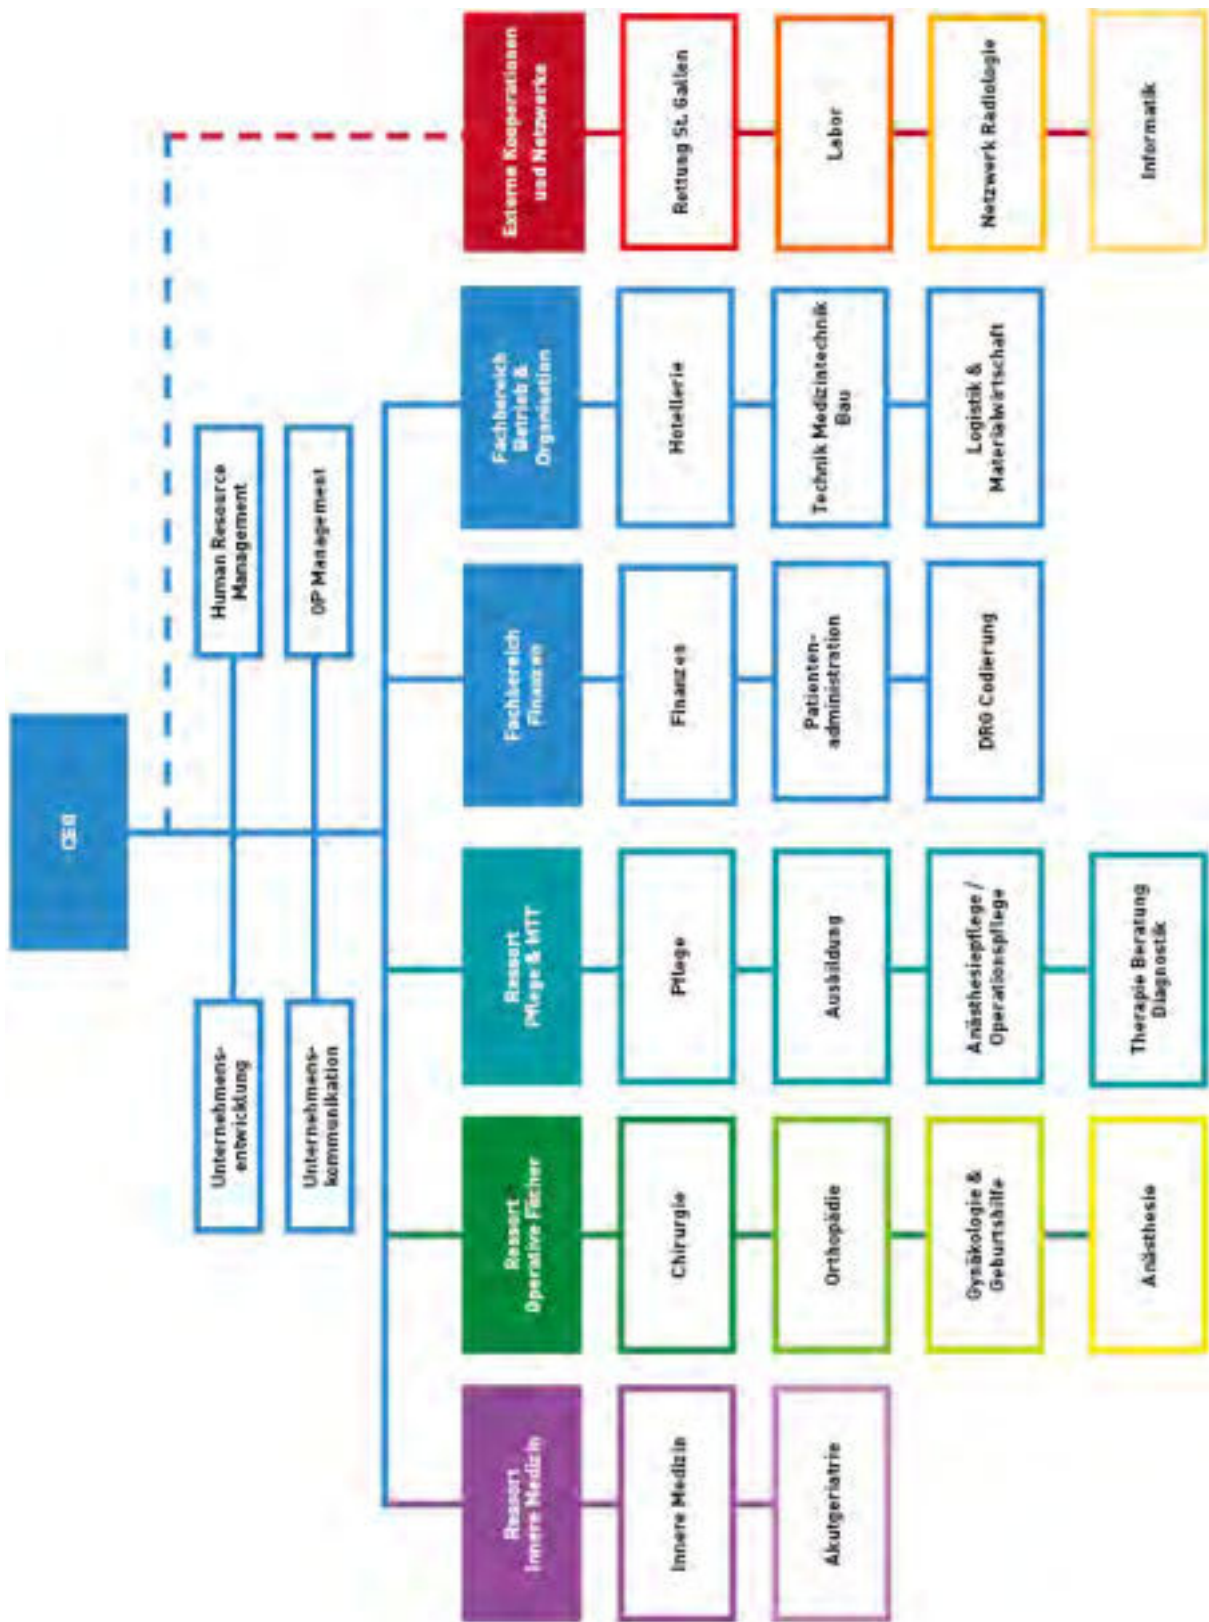 CEO
Unternehmens-
entwicklung
Human Resource
Management
Unternehmens-
kommunikation
OP Management
Ressort
Innere Medizin
Innere Medizin
Akutgeriatrie
Ressort
Operative Fächer
Chirurgie
Orthopädie
Gynäkologie &
Geburtshilfe
Anästhesie
Ressort
Pflege & MTT
Pflege
Ausbildung
Anästhesiepflege /
Operationspflege
Therapie Beratung
Diagnostik
Fachbereich
Finanzen
Finanzen
Patienten-
administration
DRG Codierung
Fachbereich
Betrieb &
Organisation
Hotellerie
Technik Medizintechnik
Bau
Logistik &
Materialwirtschaft
Externe Kooperationen
und Netzwerke
Rettung St. Gallen
Labor
Netzwerk Radiologie
Informatik